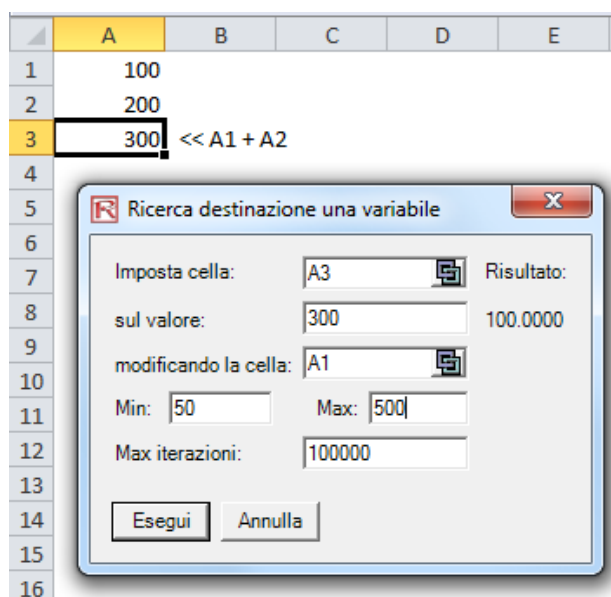 A B C D E
1 100
2 200
3 300 << A1 + A2
4
5
6
7
8
9
10
11
12
13
14
15
16
R Ricerca destinazione una variabile X
Imposta cella: A3 Risultato:
sul valore: 300 100.0000
modificando la cella: A1
Min: 50 Max: 500
Max iterazioni: 100000
Esegui Annulla